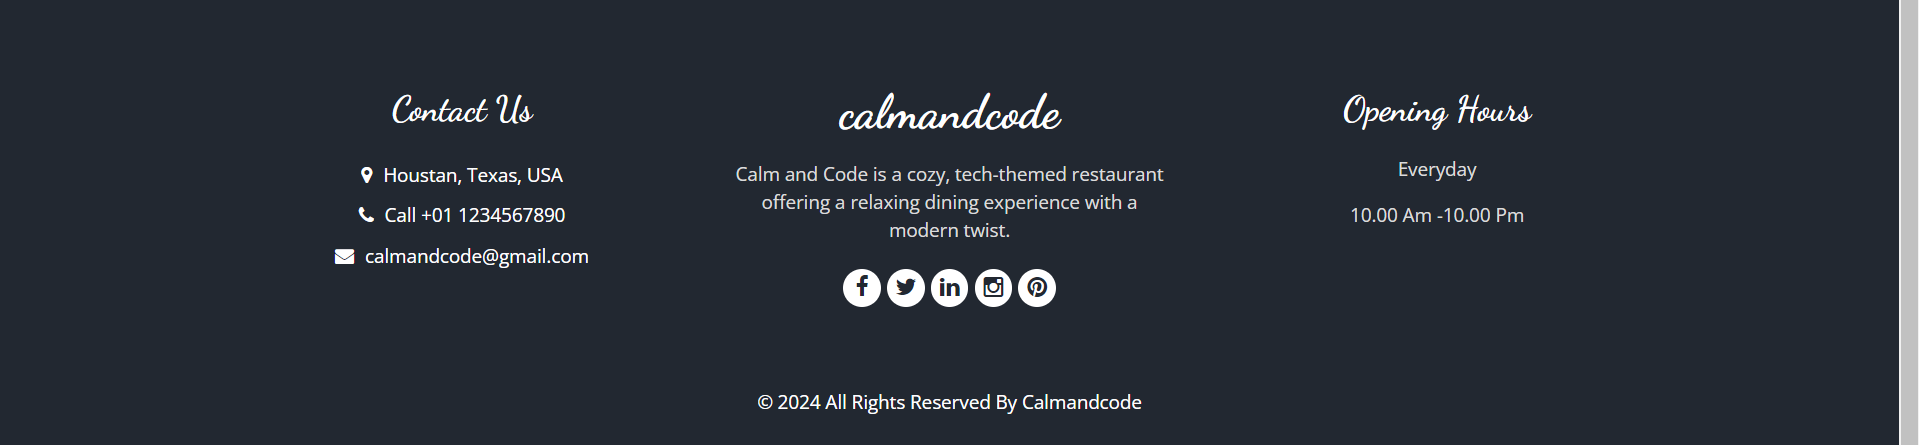 Contact Us
Houstan, Texas, USA
Call +01 1234567890
calmandcode@gmail.com
calmandcode
Calm and Code is a cozy, tech-themed restaurant
offering a relaxing dining experience with a
modern twist.
Opening Hours
Everyday
10.00 Am -10.00 Pm
© 2024 All Rights Reserved By Calmandcode